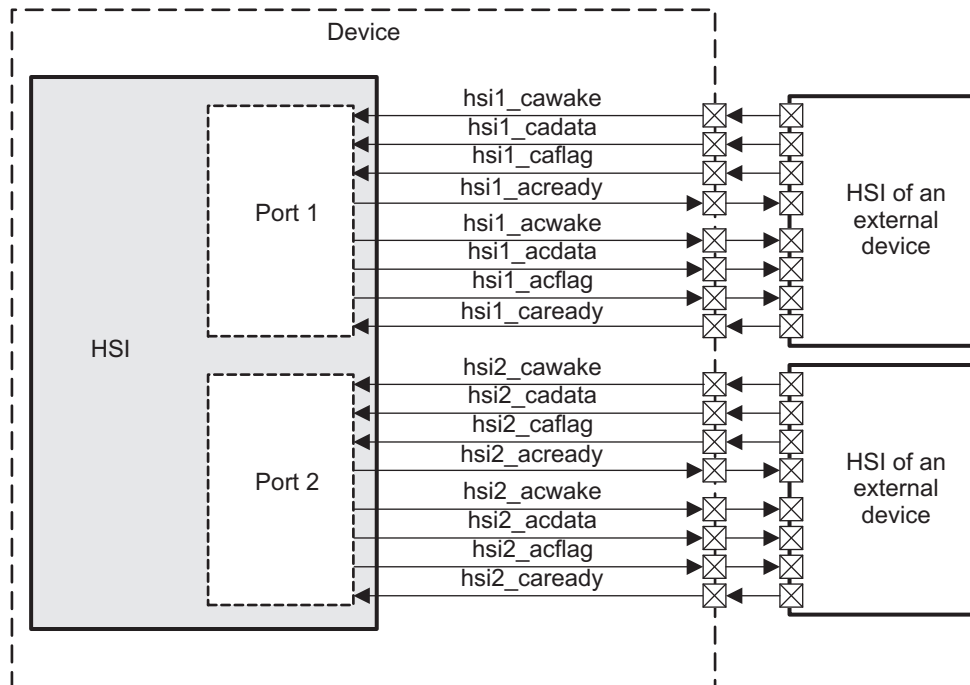 Device
hsi1_cawake
hsi1_cadata
hsi1_caflag
hsi1_acready
hsi1_acwake
hsi1_acdata
hsi1_acflag
hsi1_caready
Port 1
HSI of an
external
device
HSI
hsi2_cawake
hsi2_cadata
hsi2_caflag
hsi2_acready
hsi2_acwake
hsi2_acdata
hsi2_acflag
hsi2_caready
Port 2
HSI of an
external
device